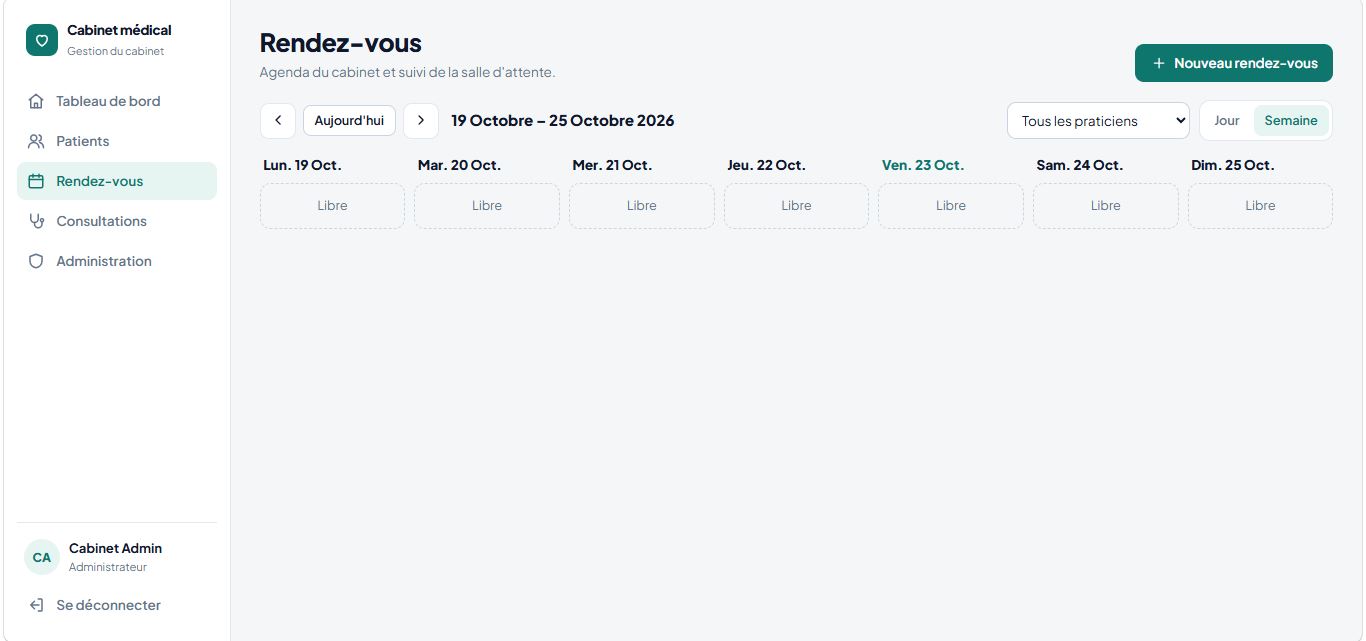 Cabinet médical
Gestion du cabinet
Tableau de bord
Patients
Rendez-vous
Consultations
Administration
Cabinet Admin
CA
Administrateur
Se déconnecter
Rendez-vous
Agenda du cabinet et suivi de la salle d'attente.
+ Nouveau rendez-vous
Aujourd'hui
19 Octobre – 25 Octobre 2026
Tous les praticiens
Jour
Semaine
Lun. 19 Oct. Mar. 20 Oct. Mer. 21 Oct. Jeu. 22 Oct. Ven. 23 Oct. Sam. 24 Oct. Dim. 25 Oct.
Libre Libre Libre Libre Libre Libre Libre